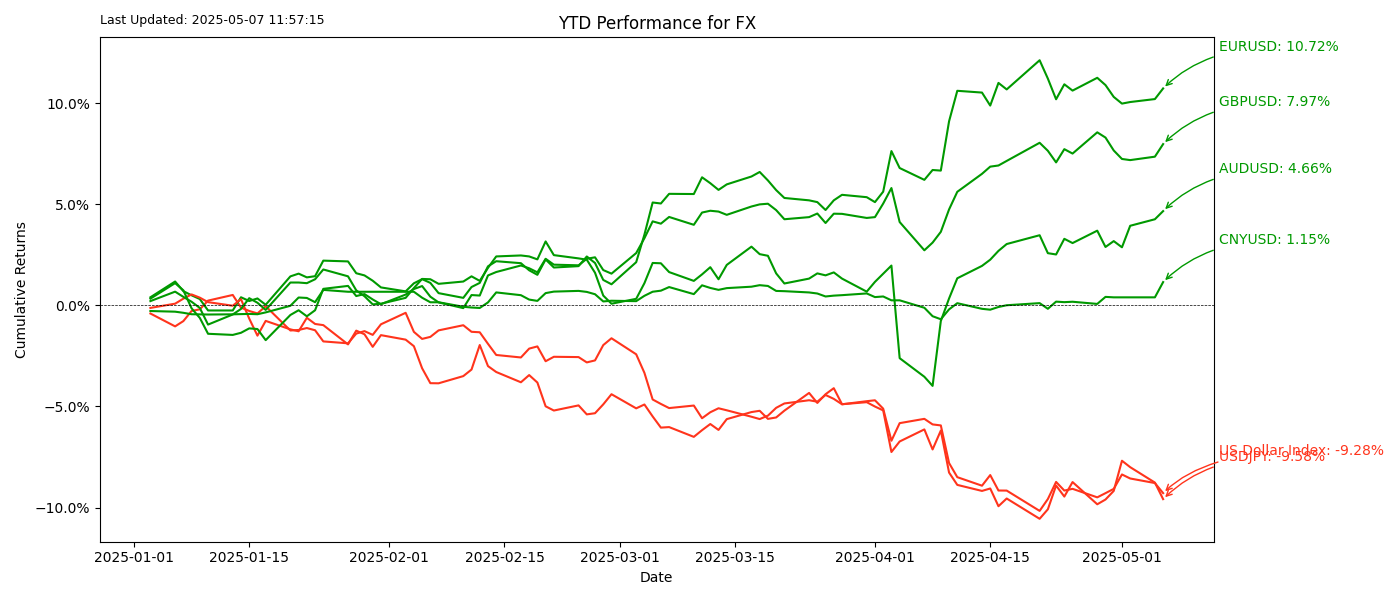 Last Updated: 2025-05-07 11:57:15
YTD Performance for FX
EURUSD: 10.72%
GBPUSD: 7.97%
AUDUSD: 4.66%
CNYUSD: 1.15%
US Dollar Index: -9.28%
USDJPY: -9.58%
Cumulative Returns
10.0%
5.0%
0.0%
−5.0%
−10.0%
2025-01-01 2025-01-15 2025-02-01 2025-02-15 2025-03-01 2025-03-15 2025-04-01 2025-04-15 2025-05-01
Date